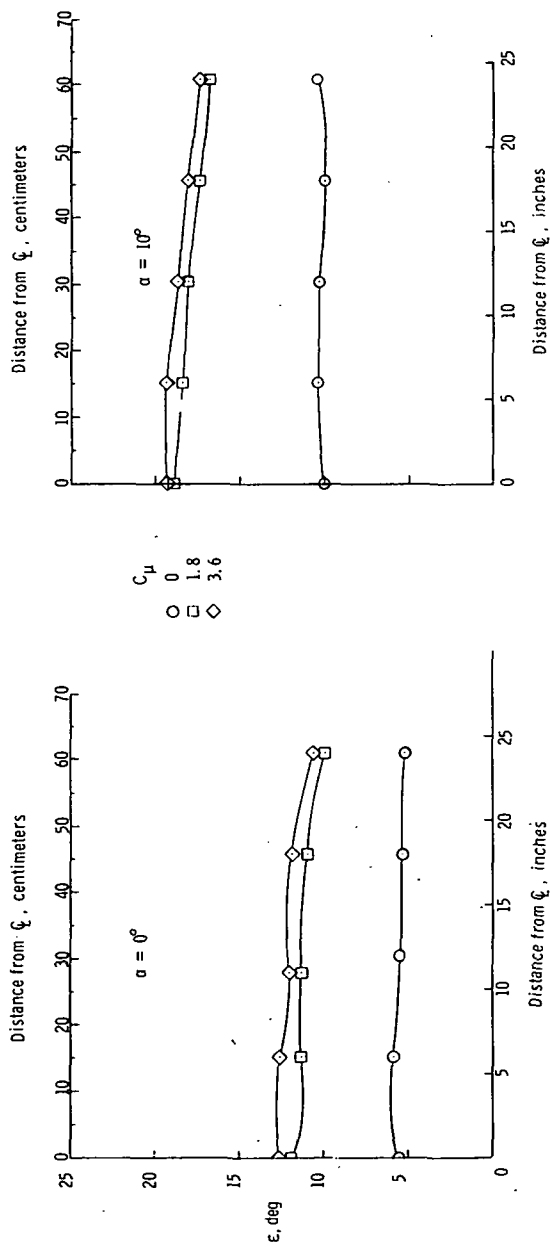 Distance from ℄, centimeters
0 10 20 30 40 50 60 70
α = 0°
25
20
15
10
5
0
ε, deg
5 10 15 20 25
Distance from ℄, inches
Cμ
0
1.8
3.6
Distance from ℄, centimeters
0 10 20 30 40 50 60 70
α = 10°
0 5 10 15 20 25
Distance from ℄, inches